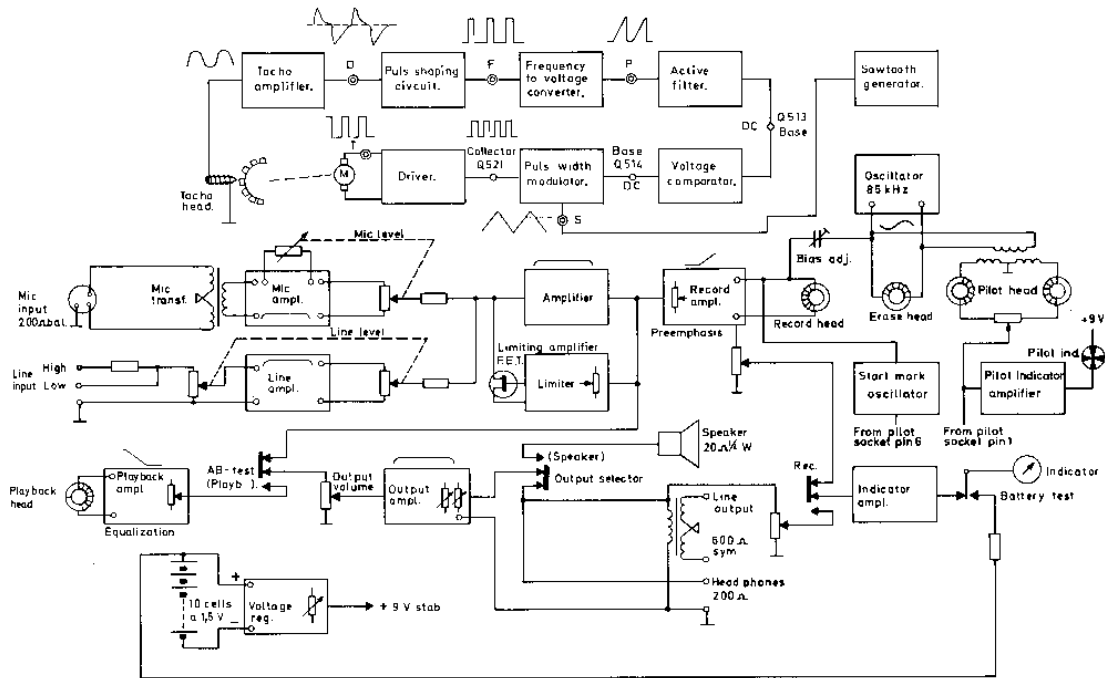 Tacho
amplifier.
D
Puls shaping
circuit.
F
Frequency
to voltage
converter.
P
Active
filter.
Sawtooth
generator.
DC
Q513
Base
Tacho
head.
T
M
Driver.
Collector
Q521
Puls width
modulator.
Base
Q514
DC
Voltage
comparator.
S
Oscillator
85 kHz
Mic
input
200Ωbal.
Mic
transf.
Mic level
Mic
ampl.
Amplifier
Record
ampl.
Preemphasis
Bias adj.
Record head
Erase head
Pilot head
+9V
Pilot ind.
Line
input
High
Low
Line level
Line
ampl.
Limiting amplifier
F.E.T.
Limiter
Start mark
oscillator
From pilot
socket pin 6
Pilot Indicator
amplifier
From pilot
socket pin 1
Playback
head
Playback
ampl
Equalization
AB-test
(Playb.).
Output
volume
Output
ampl.
Speaker
20Ω 1/4 W
(Speaker)
Output selector
Line
output
600Ω
sym
Head phones
200Ω
Rec.
Indicator
ampl.
Indicator
Battery test
10 cells
a 1,5 V
+
–
Voltage
reg.
+ 9 V stab